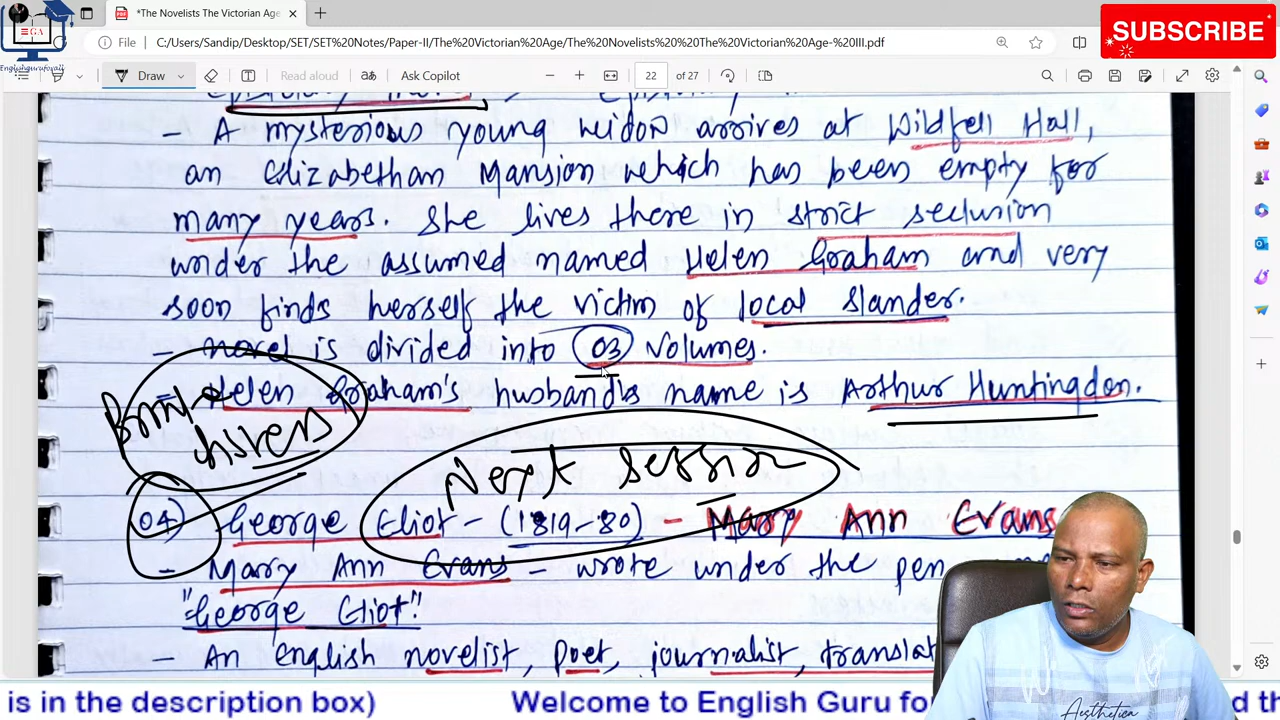 *The Novelists The Victorian Age
SUBSCRIBE
EGA
Englishguruforall
File
C:/Users/Sandip/Desktop/SET/SET%20Notes/Paper-II/The%20Victorian%20Age/The%20Novelists%20%20The%20Victorian%20Age-%20III.pdf
Draw
Read aloud
Ask Copilot
22
of 27
- A mysterious young widow arrives at Wildfell Hall,
an Elizabethan Mansion which has been empty for
many years. She lives there in strict seclusion
under the assumed named Helen Graham and very
soon finds herself the victim of local slander.
- Novel is divided into 03 Volumes.
- Helen Graham's husband's name is Arthur Huntingdon.
sisters
Next session
04) George Eliot - (1819-80) - Mary Ann Evans
- Mary Ann Evans - wrote under the pen
"George Eliot"
- An english novelist, poet, journalist, translat
Aesthetica
is in the description box)
Welcome to English Guru fo
d th